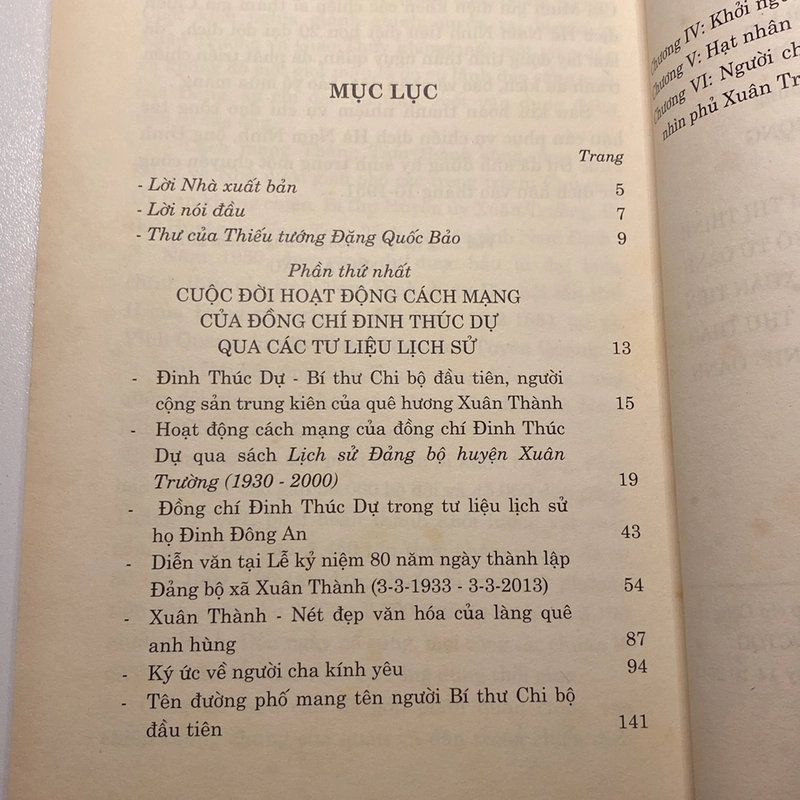 MỤC LỤC
Trang
- Lời Nhà xuất bản 5
- Lời nói đầu 7
- Thư của Thiếu tướng Đặng Quốc Bảo 9
Phần thứ nhất
CUỘC ĐỜI HOẠT ĐỘNG CÁCH MẠNG
CỦA ĐỒNG CHÍ ĐINH THÚC DỰ
QUA CÁC TƯ LIỆU LỊCH SỬ 13
- Đinh Thúc Dự - Bí thư Chi bộ đầu tiên, người
cộng sản trung kiên của quê hương Xuân Thành 15
- Hoạt động cách mạng của đồng chí Đinh Thúc
Dự qua sách Lịch sử Đảng bộ huyện Xuân
Trường (1930 - 2000) 19
- Đồng chí Đinh Thúc Dự trong tư liệu lịch sử
họ Đinh Đông An 43
- Diễn văn tại Lễ kỷ niệm 80 năm ngày thành lập
Đảng bộ xã Xuân Thành (3-3-1933 - 3-3-2013) 54
- Xuân Thành - Nét đẹp văn hóa của làng quê
anh hùng 87
- Ký ức về người cha kính yêu 94
- Tên đường phố mang tên người Bí thư Chi bộ
đầu tiên 141
Chương IV: Khởi
Chương V: Hạt nhân
Chương VI: Người
nhìn phủ Xuân